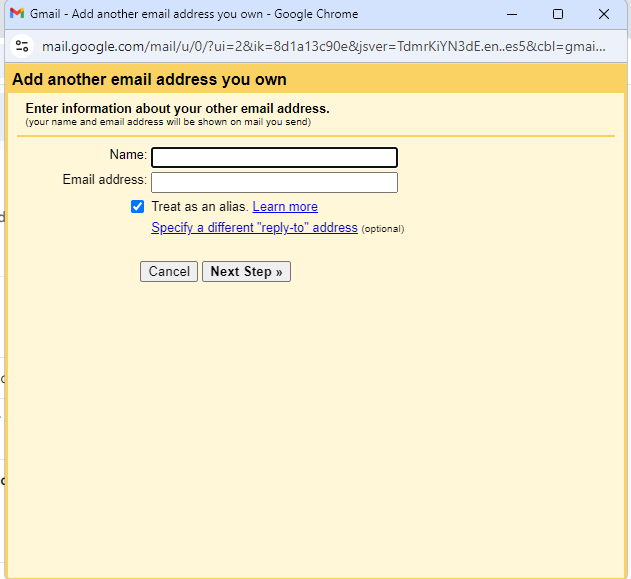 Gmail - Add another email address you own - Google Chrome
mail.google.com/mail/u/0/?ui=2&ik=8d1a13c90e&jsver=TdmrKiYN3dE.en..es5&cbl=gmai...
Add another email address you own
Enter information about your other email address.
(your name and email address will be shown on mail you send)
Name:
Email address:
Treat as an alias. Learn more
Specify a different "reply-to" address (optional)
Cancel Next Step »